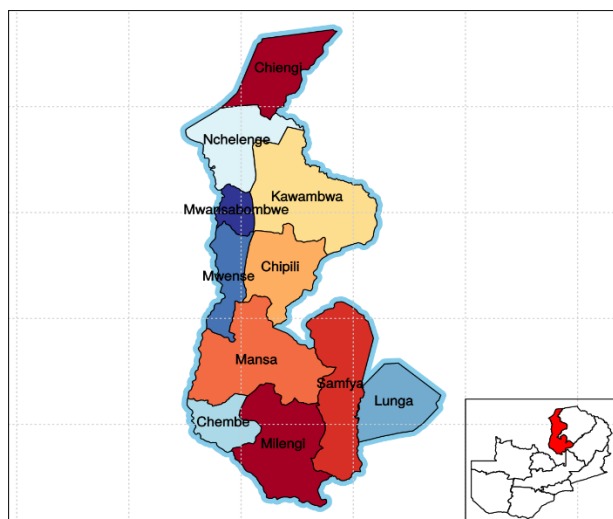 Chiengi
Nchelenge
Kawambwa
Mwansabombwe
Mwense
Chipili
Mansa
Samfya
Lunga
Chembe
Milengi